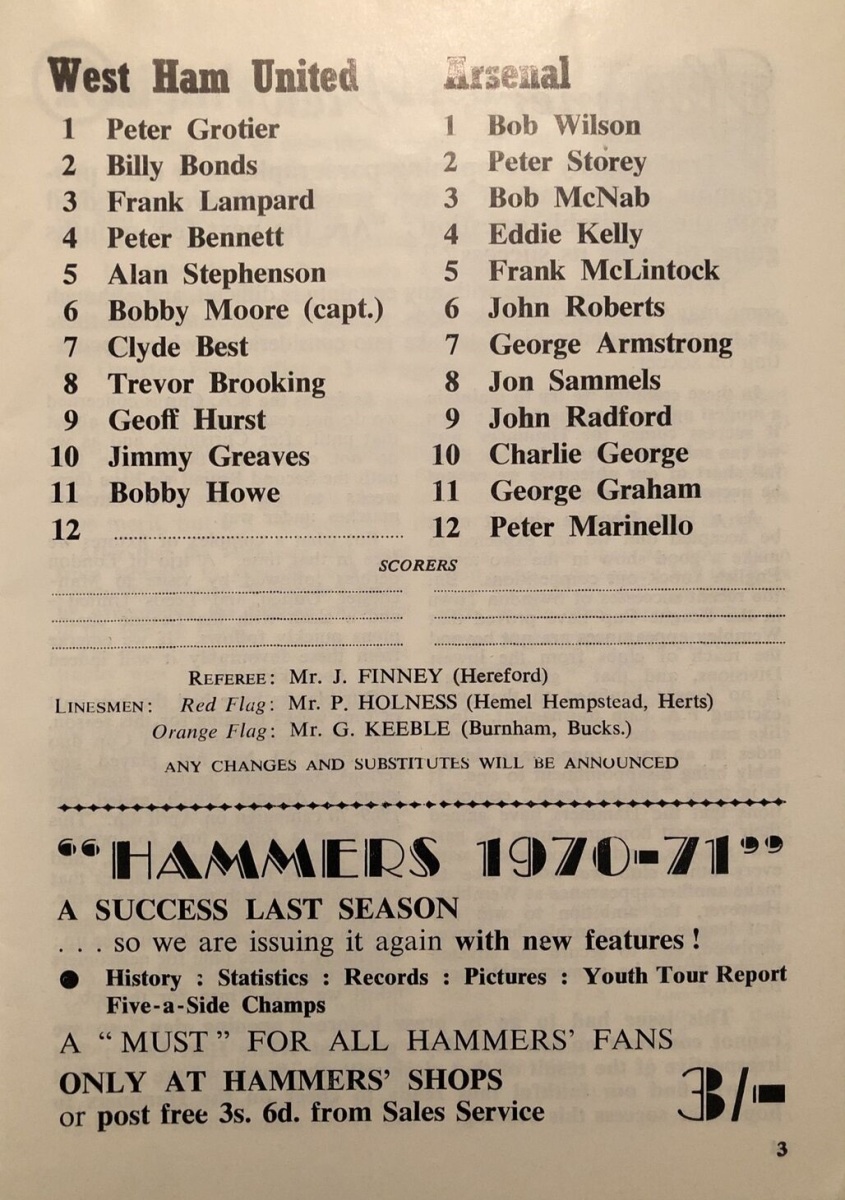 West Ham United Arsenal
1 Peter Grotier 1 Bob Wilson
2 Billy Bonds 2 Peter Storey
3 Frank Lampard 3 Bob McNab
4 Peter Bennett 4 Eddie Kelly
5 Alan Stephenson 5 Frank McLintock
6 Bobby Moore (capt.) 6 John Roberts
7 Clyde Best 7 George Armstrong
8 Trevor Brooking 8 Jon Sammels
9 Geoff Hurst 9 John Radford
10 Jimmy Greaves 10 Charlie George
11 Bobby Howe 11 George Graham
12 12 Peter Marinello
SCORERS
REFEREE: Mr. J. FINNEY (Hereford)
LINESMEN: Red Flag: Mr. P. HOLNESS (Hemel Hempstead, Herts)
Orange Flag: Mr. G. KEEBLE (Burnham, Bucks.)
ANY CHANGES AND SUBSTITUTES WILL BE ANNOUNCED
“HAMMERS 1970-71”
A SUCCESS LAST SEASON
. . . so we are issuing it again with new features !
● History : Statistics : Records : Pictures : Youth Tour Report
Five-a-Side Champs
A “MUST” FOR ALL HAMMERS’ FANS
ONLY AT HAMMERS’ SHOPS
or post free 3s. 6d. from Sales Service
3/-
3